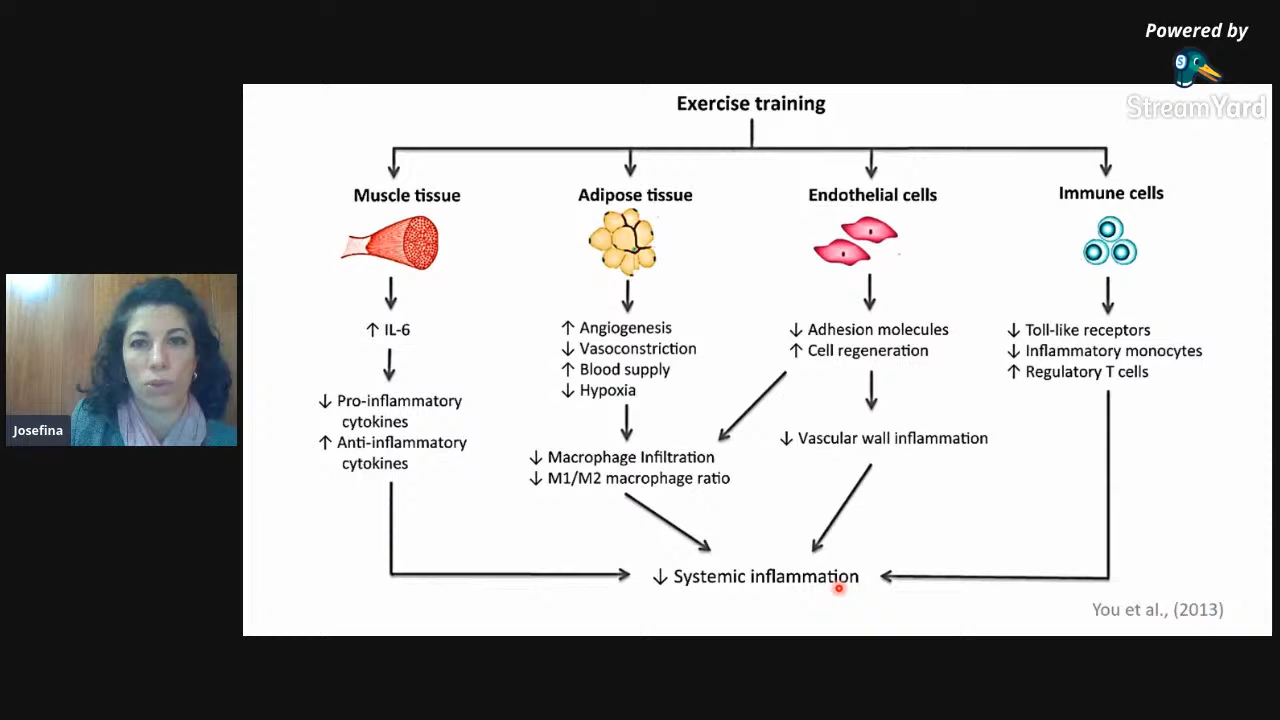 Powered by
StreamYard
Exercise training
Muscle tissue
Adipose tissue
Endothelial cells
Immune cells
↑ IL-6
↓ Pro-inflammatory
cytokines
↑ Anti-inflammatory
cytokines
↑ Angiogenesis
↓ Vasoconstriction
↑ Blood supply
↓ Hypoxia
↓ Macrophage Infiltration
↓ M1/M2 macrophage ratio
↓ Adhesion molecules
↑ Cell regeneration
↓ Vascular wall inflammation
↓ Toll-like receptors
↓ Inflammatory monocytes
↑ Regulatory T cells
↓ Systemic inflammation
You et al., (2013)
Josefina